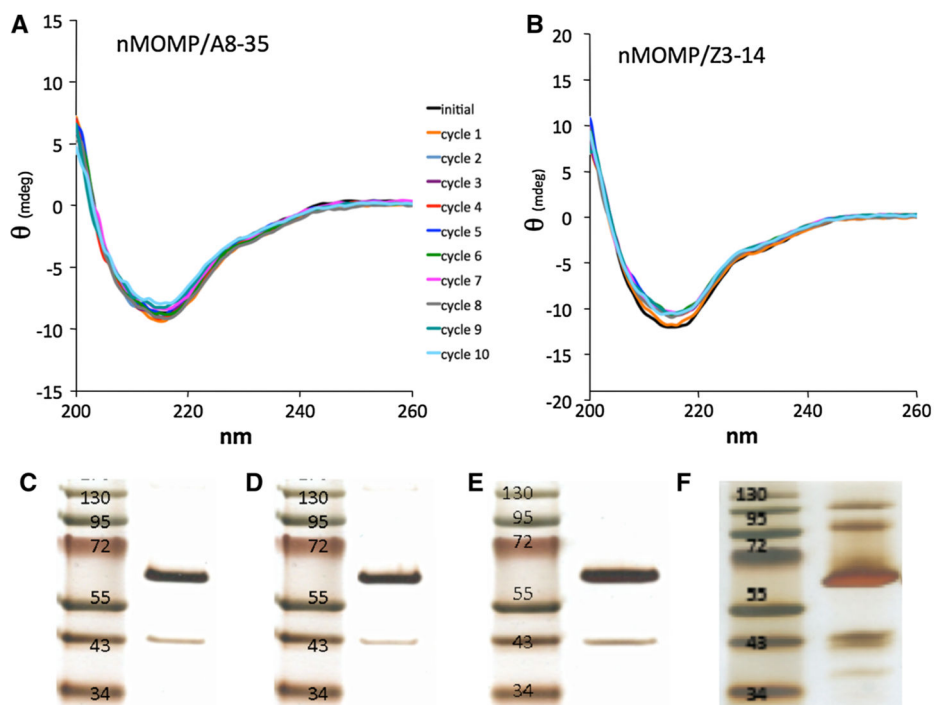 A
nMOMP/A8-35
15
10
5
0
-5
-10
-15
θ (mdeg)
200
220
240
260
nm
initial
cycle 1
cycle 2
cycle 3
cycle 4
cycle 5
cycle 6
cycle 7
cycle 8
cycle 9
cycle 10
B
nMOMP/Z3-14
20
15
10
5
0
-5
-10
-15
-20
θ (mdeg)
200
220
240
260
nm
C
130
95
72
55
43
34
D
130
95
72
55
43
34
E
130
95
72
55
43
34
F
130
95
72
55
43
34